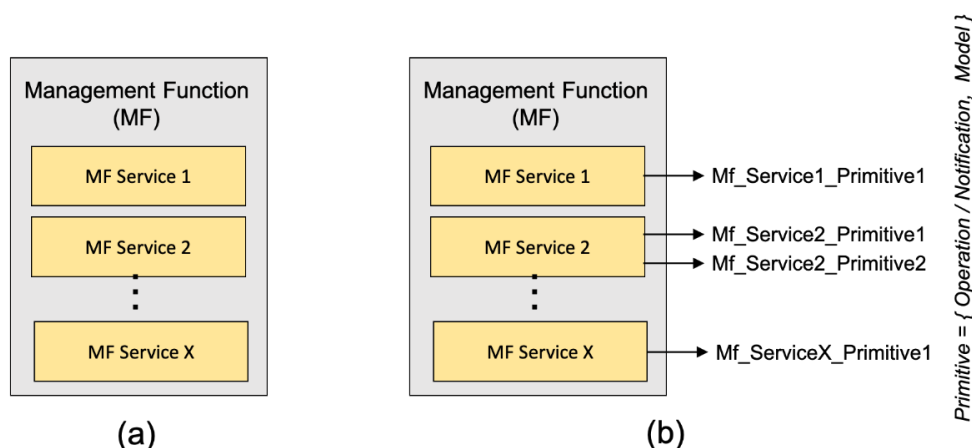 Management Function
(MF)
MF Service 1
MF Service 2
MF Service X
(a)
Management Function
(MF)
MF Service 1
Mf_Service1_Primitive1
MF Service 2
Mf_Service2_Primitive1
Mf_Service2_Primitive2
MF Service X
Mf_ServiceX_Primitive1
(b)
Primitive = { Operation / Notification, Model }